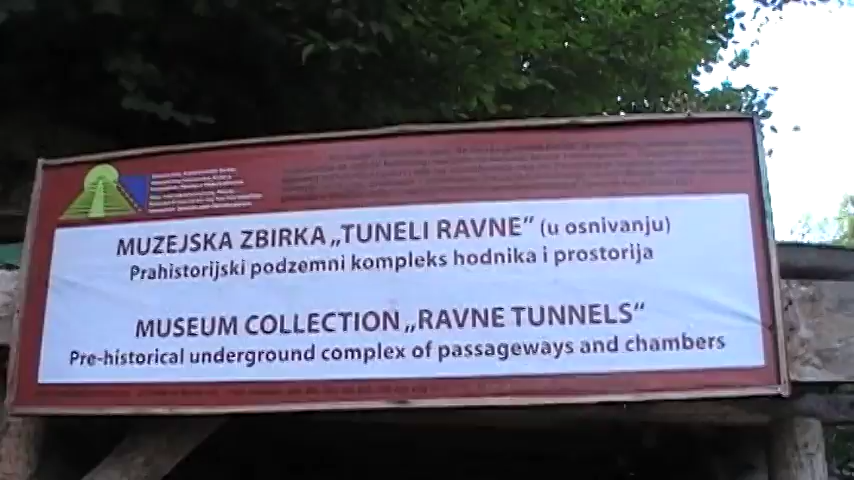 MUZEJSKA ZBIRKA „TUNELI RAVNE“ (u osnivanju)
Prahistorijski podzemni kompleks hodnika i prostorija
MUSEUM COLLECTION „RAVNE TUNNELS“
Pre-historical underground complex of passageways and chambers